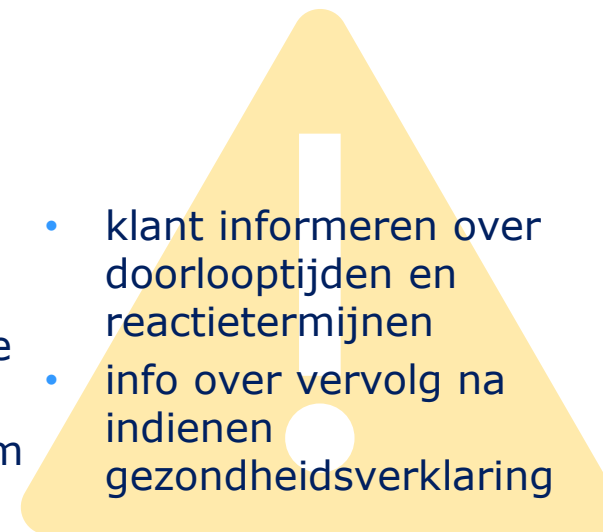 • klant informeren over
doorlooptijden en
reactietermijnen
e
• info over vervolg na
indienen
m
gezondheidsverklaring